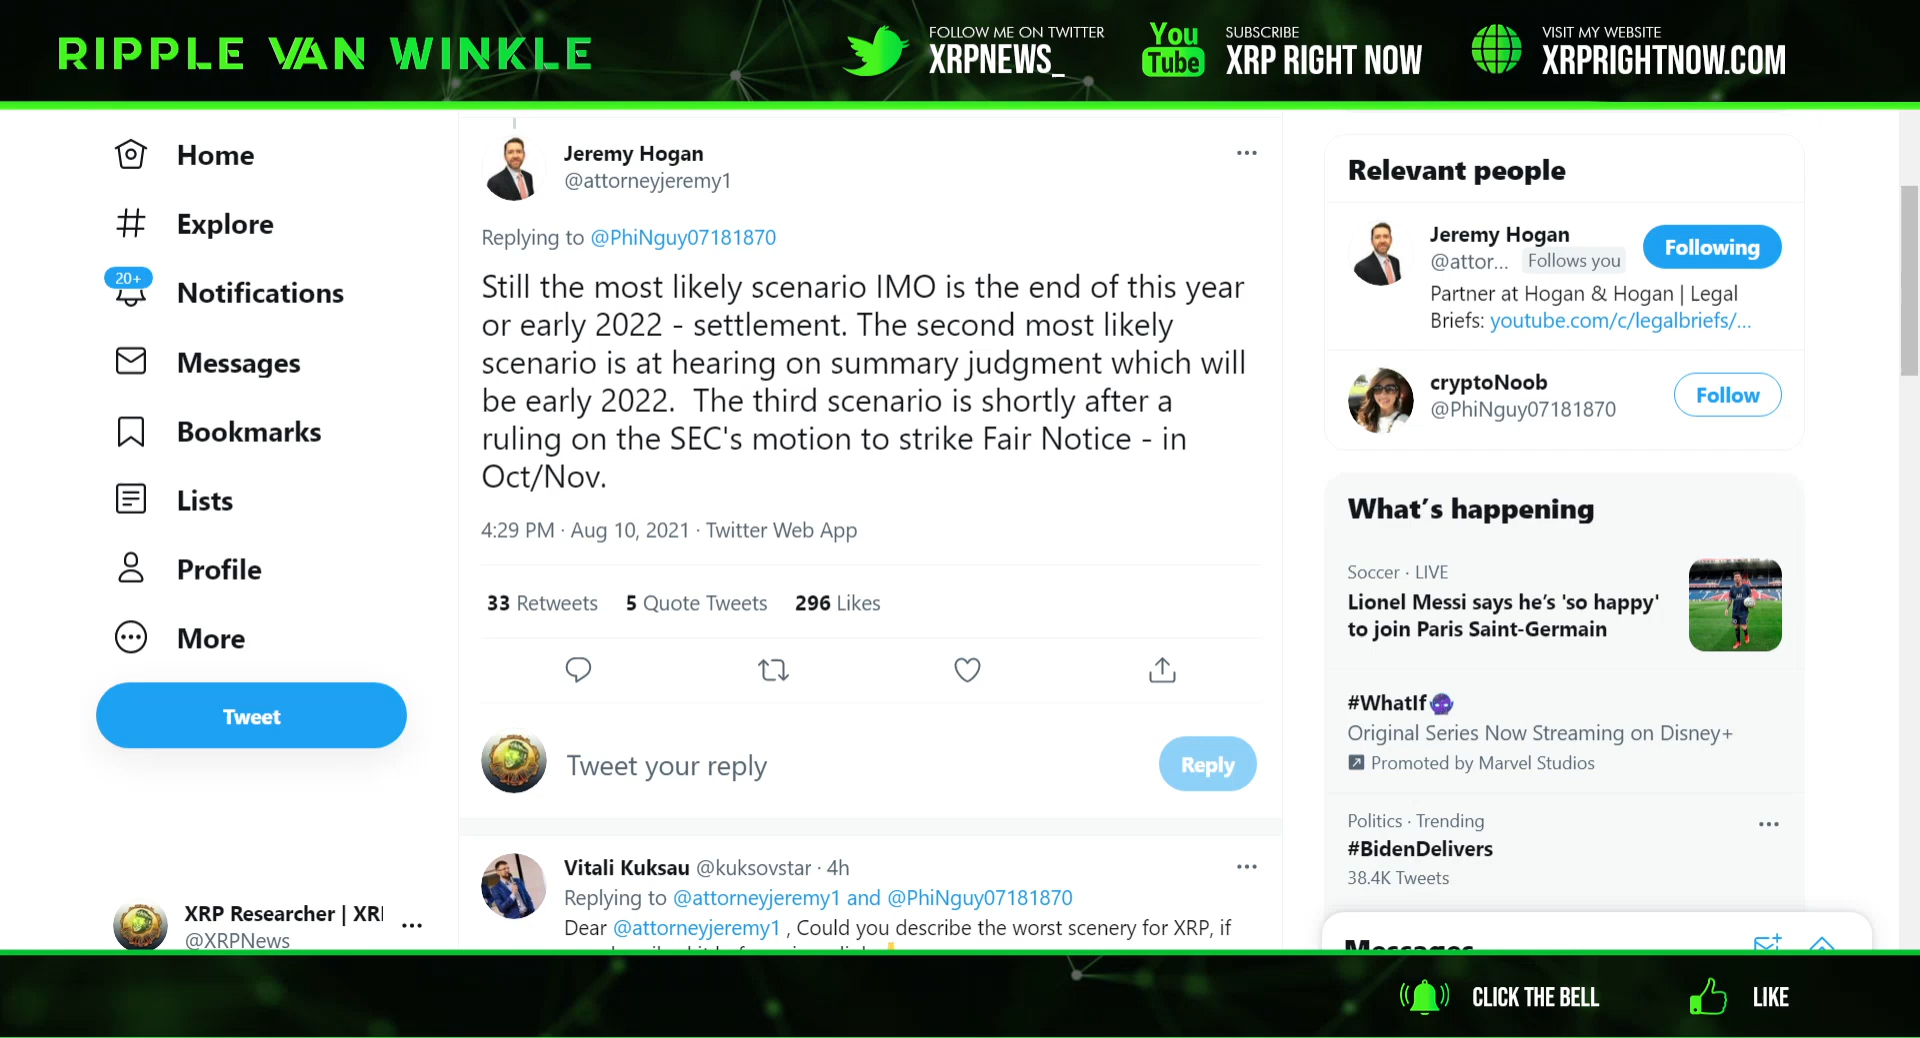 RIPPLE VAN WINKLE
FOLLOW ME ON TWITTER
XRPNEWS_
You
Tube
SUBSCRIBE
XRP RIGHT NOW
VISIT MY WEBSITE
XRPRIGHTNOW.COM
Home
Explore
20+
Notifications
Messages
Bookmarks
Lists
Profile
More
Tweet
XRP Researcher | XRI
@XRPNews
Jeremy Hogan
@attorneyjeremy1
Replying to @PhiNguy07181870
Still the most likely scenario IMO is the end of this year
or early 2022 - settlement. The second most likely
scenario is at hearing on summary judgment which will
be early 2022. The third scenario is shortly after a
ruling on the SEC's motion to strike Fair Notice - in
Oct/Nov.
4:29 PM · Aug 10, 2021 · Twitter Web App
33 Retweets 5 Quote Tweets 296 Likes
Tweet your reply
Reply
Vitali Kuksau @kuksovstar · 4h
Replying to @attorneyjeremy1 and @PhiNguy07181870
Dear @attorneyjeremy1 , Could you describe the worst scenery for XRP, if
Relevant people
Jeremy Hogan
@attor... Follows you
Following
Partner at Hogan & Hogan | Legal
Briefs: youtube.com/c/legalbriefs/...
cryptoNoob
@PhiNguy07181870
Follow
What's happening
Soccer · LIVE
Lionel Messi says he's 'so happy'
to join Paris Saint-Germain
#WhatIf
Original Series Now Streaming on Disney+
Promoted by Marvel Studios
Politics · Trending
#BidenDelivers
38.4K Tweets
Messages
CLICK THE BELL
LIKE